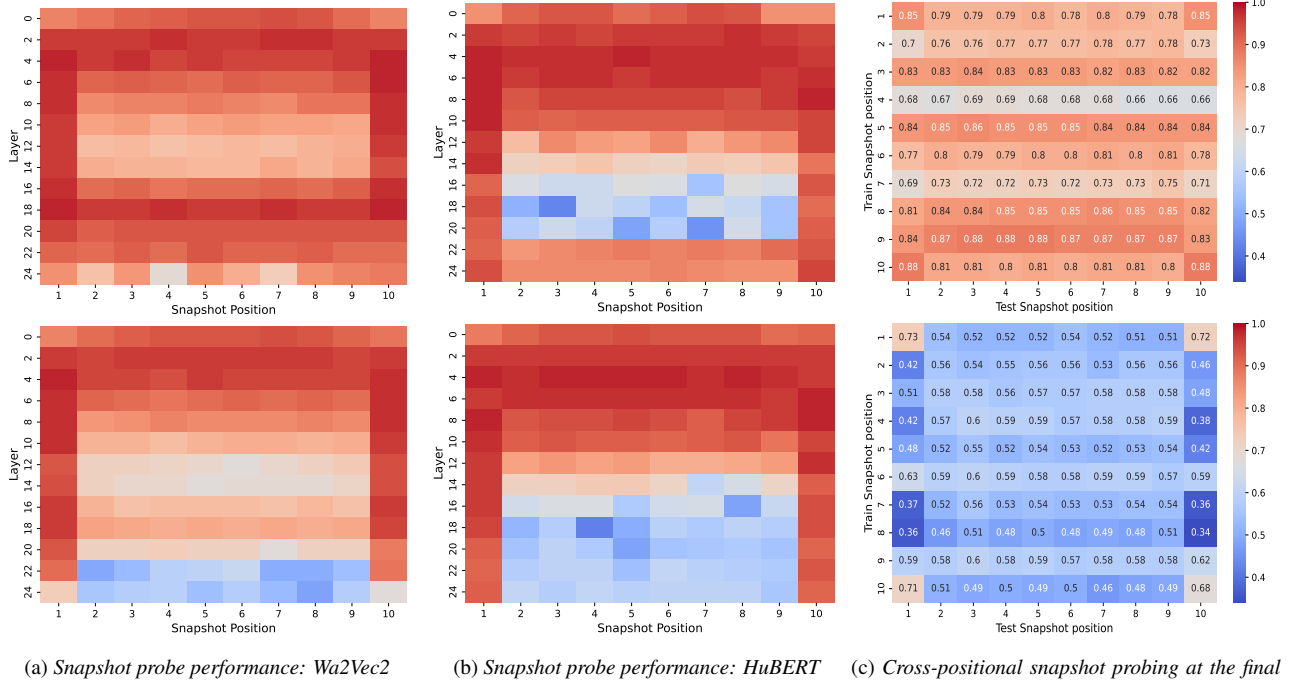 Layer
0
2
4
6
8
10
12
14
16
18
20
22
24
1 2 3 4 5 6 7 8 9 10
Snapshot Position
Layer
0
2
4
6
8
10
12
14
16
18
20
22
24
1 2 3 4 5 6 7 8 9 10
Snapshot Position
Train Snapshot position
1 0.85 0.79 0.79 0.79 0.8 0.78 0.8 0.79 0.78 0.85
2 0.7 0.76 0.76 0.77 0.77 0.78 0.77 0.77 0.78 0.73
3 0.83 0.83 0.84 0.83 0.83 0.83 0.82 0.83 0.82 0.82
4 0.68 0.67 0.69 0.69 0.68 0.68 0.68 0.66 0.66 0.66
5 0.84 0.85 0.86 0.85 0.85 0.85 0.84 0.84 0.84 0.84
6 0.77 0.8 0.79 0.79 0.8 0.8 0.81 0.8 0.81 0.78
7 0.69 0.73 0.72 0.72 0.73 0.72 0.73 0.73 0.75 0.71
8 0.81 0.84 0.84 0.85 0.85 0.85 0.86 0.85 0.85 0.82
9 0.84 0.87 0.88 0.88 0.88 0.87 0.87 0.87 0.87 0.83
10 0.88 0.81 0.81 0.8 0.81 0.8 0.81 0.81 0.8 0.88
1 2 3 4 5 6 7 8 9 10
Test Snapshot position
1.0
0.9
0.8
0.7
0.6
0.5
0.4
Layer
0
2
4
6
8
10
12
14
16
18
20
22
24
1 2 3 4 5 6 7 8 9 10
Snapshot Position
Layer
0
2
4
6
8
10
12
14
16
18
20
22
24
1 2 3 4 5 6 7 8 9 10
Snapshot Position
Train Snapshot position
1 0.73 0.54 0.52 0.52 0.52 0.54 0.52 0.51 0.51 0.72
2 0.42 0.56 0.54 0.55 0.56 0.56 0.53 0.56 0.56 0.46
3 0.51 0.58 0.58 0.56 0.57 0.57 0.58 0.58 0.58 0.48
4 0.42 0.57 0.6 0.59 0.59 0.57 0.58 0.58 0.59 0.38
5 0.48 0.52 0.55 0.52 0.54 0.53 0.52 0.53 0.54 0.42
6 0.63 0.59 0.6 0.59 0.58 0.58 0.58 0.58 0.59 0.59
7 0.37 0.52 0.56 0.53 0.54 0.53 0.53 0.54 0.54 0.36
8 0.36 0.46 0.51 0.48 0.5 0.48 0.49 0.48 0.51 0.34
9 0.59 0.58 0.6 0.58 0.59 0.57 0.59 0.57 0.6 0.62
10 0.71 0.51 0.49 0.5 0.49 0.5 0.46 0.48 0.49 0.68
1 2 3 4 5 6 7 8 9 10
Test Snapshot position
1.0
0.9
0.8
0.7
0.6
0.5
0.4
(a) Snapshot probe performance: Wa2Vec2
(b) Snapshot probe performance: HuBERT
(c) Cross-positional snapshot probing at the final